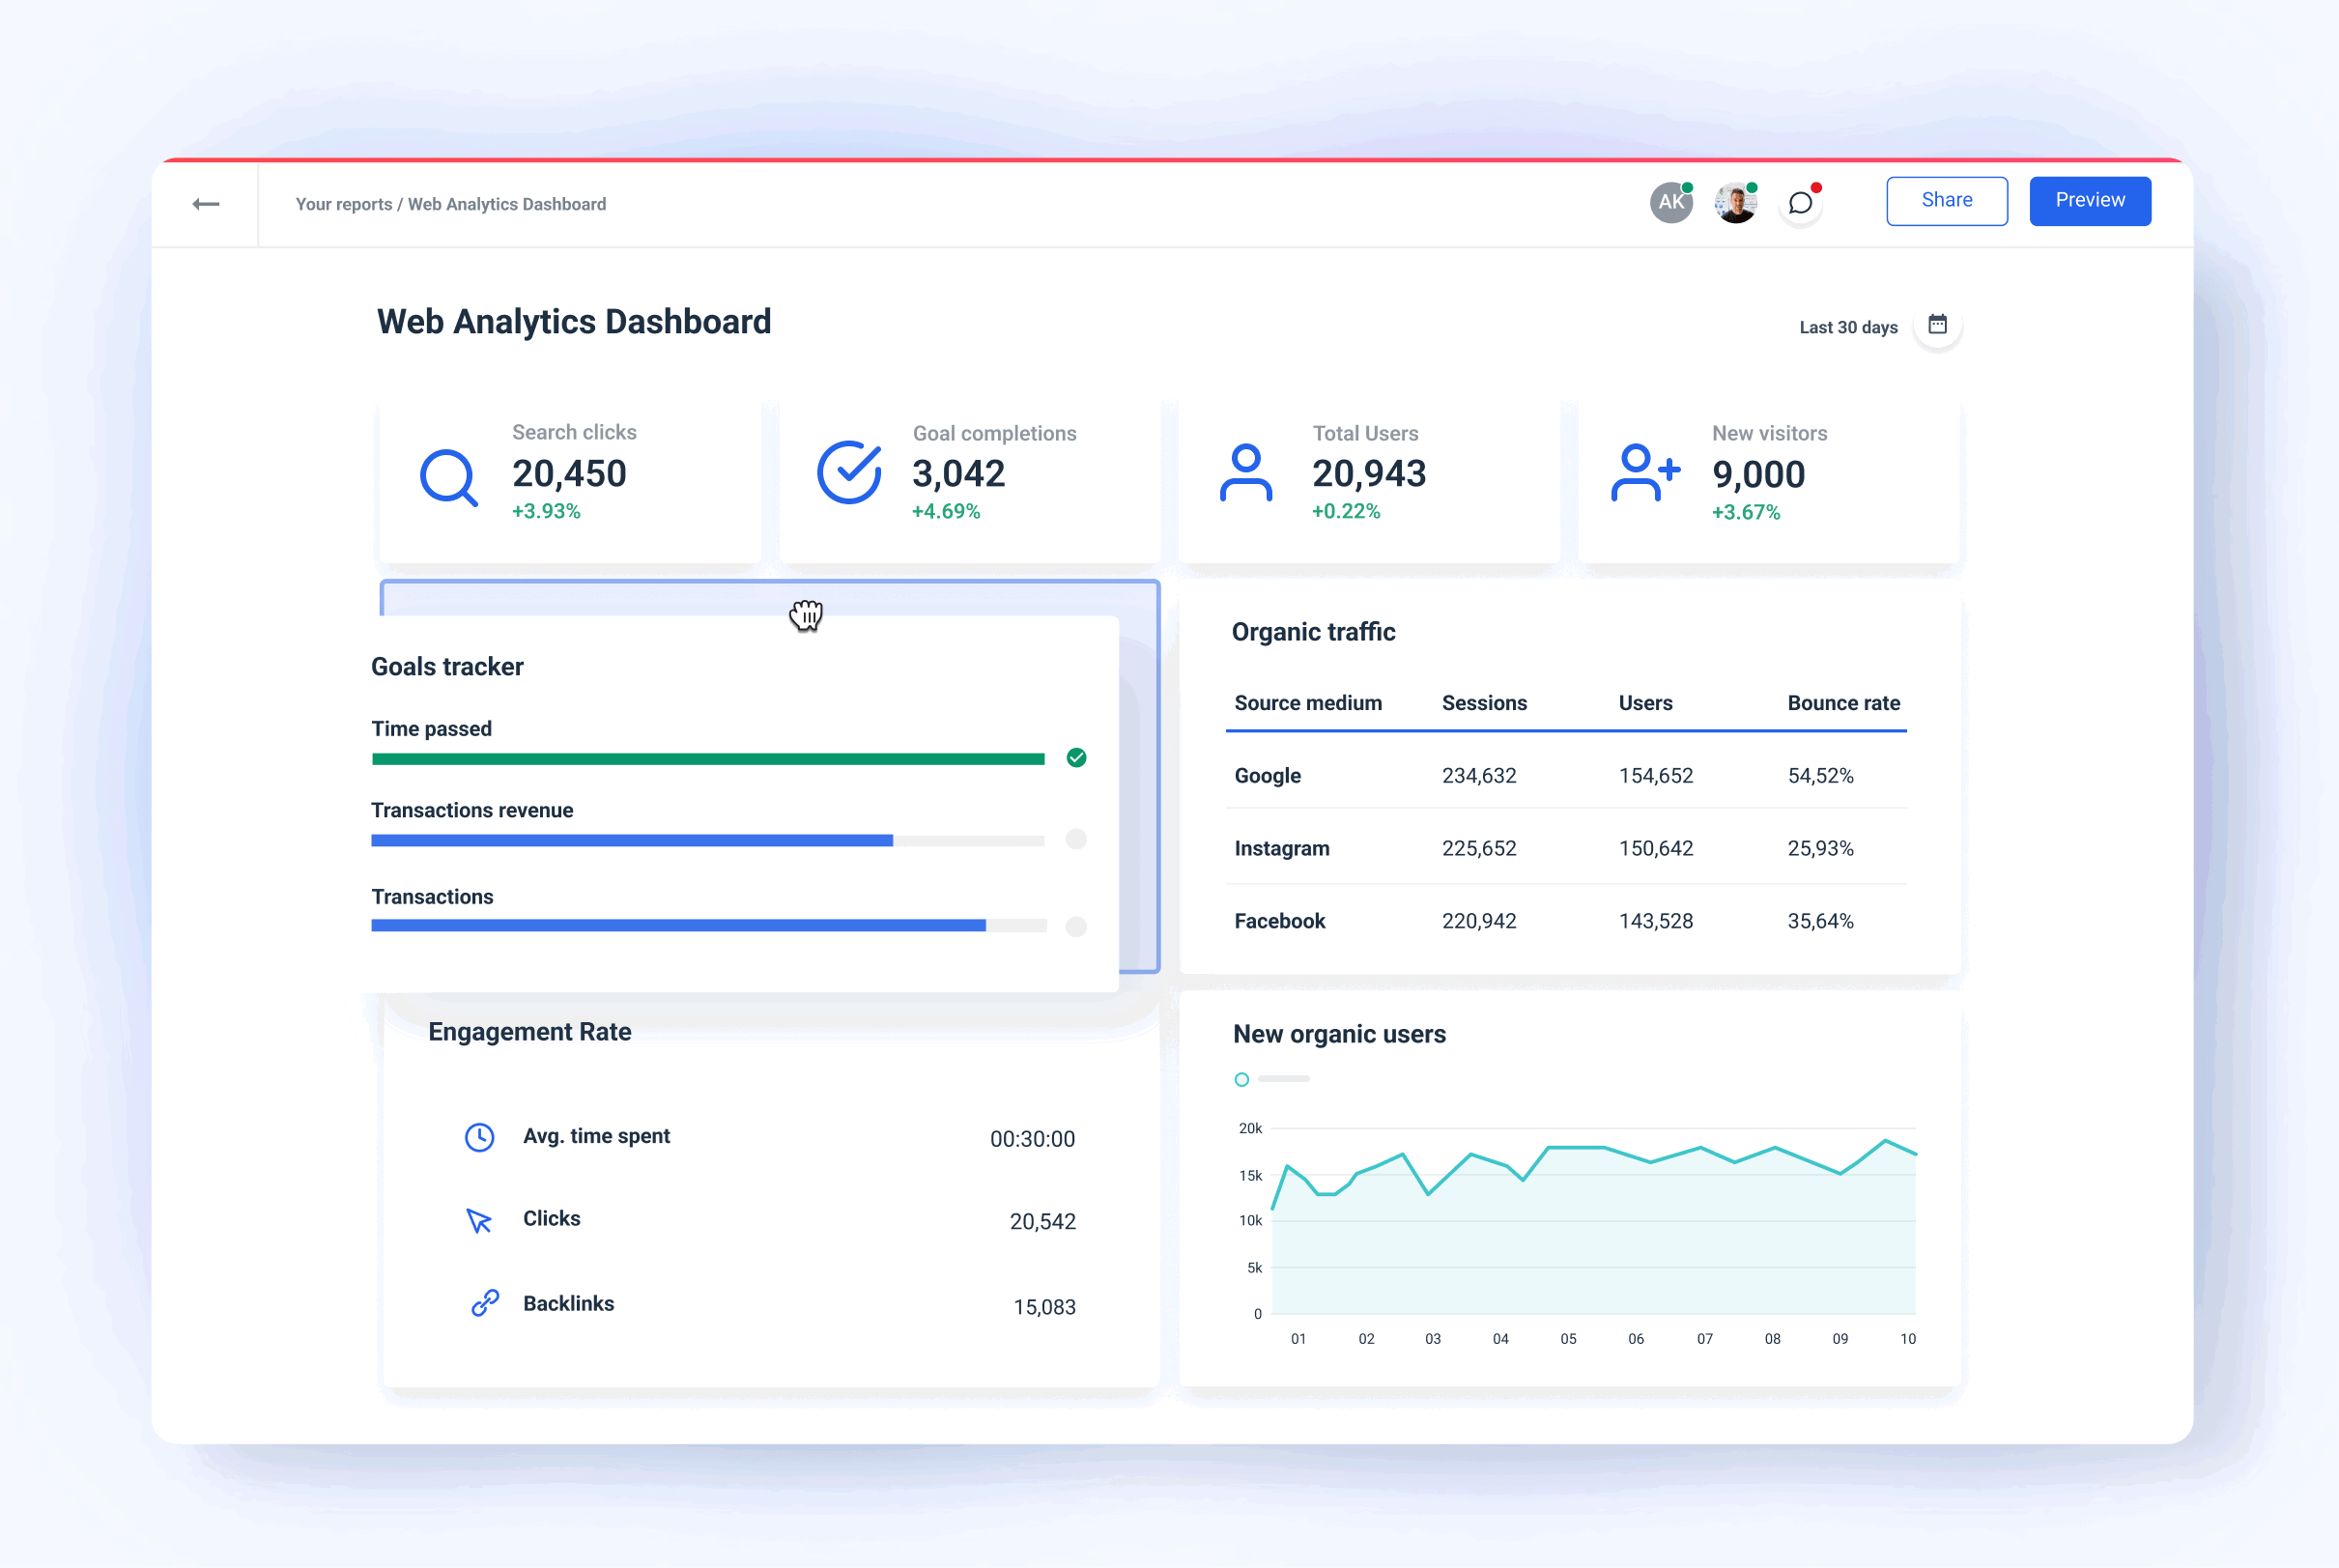 Your reports / Web Analytics Dashboard
AK
Share
Preview
Web Analytics Dashboard
Last 30 days
Search clicks
20,450
+3.93%
Goal completions
3,042
+4.69%
Total Users
20,943
+0.22%
New visitors
9,000
+3.67%
Goals tracker
Time passed
Transactions revenue
Transactions
Organic traffic
Source medium Sessions Users Bounce rate
Google 234,632 154,652 54,52%
Instagram 225,652 150,642 25,93%
Facebook 220,942 143,528 35,64%
Engagement Rate
Avg. time spent 00:30:00
Clicks 20,542
Backlinks 15,083
New organic users
20k
15k
10k
5k
0
01 02 03 04 05 06 07 08 09 10